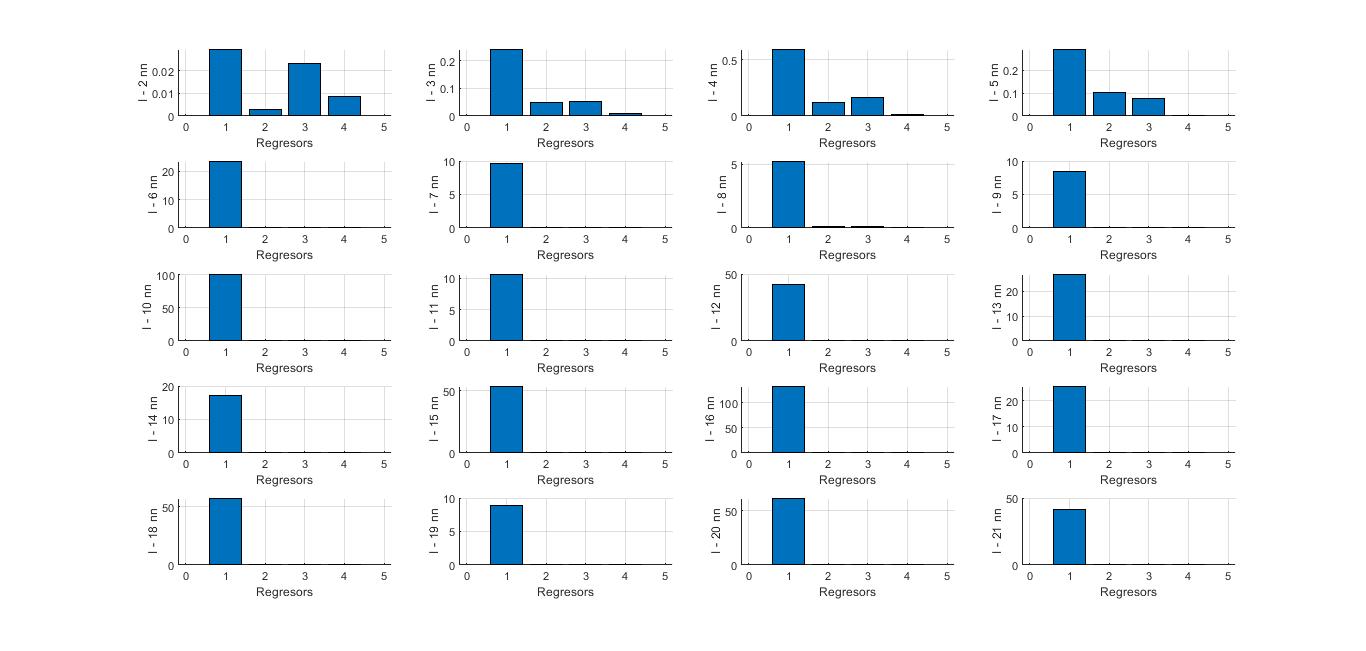 I - 2 nn
0.02
0.01
0
0 1 2 3 4 5
Regresors
I - 3 nn
0.2
0.1
0
0 1 2 3 4 5
Regresors
I - 4 nn
0.5
0
0 1 2 3 4 5
Regresors
I - 5 nn
0.2
0.1
0
0 1 2 3 4 5
Regresors
I - 6 nn
20
10
0
0 1 2 3 4 5
Regresors
I - 7 nn
10
5
0
0 1 2 3 4 5
Regresors
I - 8 nn
5
0
0 1 2 3 4 5
Regresors
I - 9 nn
10
5
0
0 1 2 3 4 5
Regresors
I - 10 nn
100
50
0
0 1 2 3 4 5
Regresors
I - 11 nn
10
5
0
0 1 2 3 4 5
Regresors
I - 12 nn
50
0
0 1 2 3 4 5
Regresors
I - 13 nn
20
10
0
0 1 2 3 4 5
Regresors
I - 14 nn
20
10
0
0 1 2 3 4 5
Regresors
I - 15 nn
50
0
0 1 2 3 4 5
Regresors
I - 16 nn
100
50
0
0 1 2 3 4 5
Regresors
I - 17 nn
20
10
0
0 1 2 3 4 5
Regresors
I - 18 nn
50
0
0 1 2 3 4 5
Regresors
I - 19 nn
10
5
0
0 1 2 3 4 5
Regresors
I - 20 nn
50
0
0 1 2 3 4 5
Regresors
I - 21 nn
50
0
0 1 2 3 4 5
Regresors